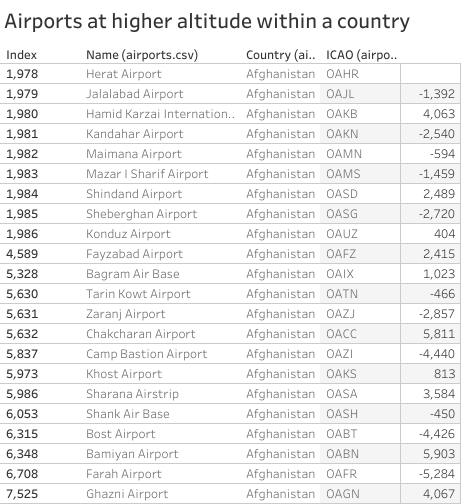 Airports at higher altitude within a country
Index Name (airports.csv) Country (ai.. ICAO (airpo..
1,978 Herat Airport Afghanistan OAHR
1,979 Jalalabad Airport Afghanistan OAJL -1,392
1,980 Hamid Karzai Internation.. Afghanistan OAKB 4,063
1,981 Kandahar Airport Afghanistan OAKN -2,540
1,982 Maimana Airport Afghanistan OAMN -594
1,983 Mazar I Sharif Airport Afghanistan OAMS -1,459
1,984 Shindand Airport Afghanistan OASD 2,489
1,985 Sheberghan Airport Afghanistan OASG -2,720
1,986 Konduz Airport Afghanistan OAUZ 404
4,589 Fayzabad Airport Afghanistan OAFZ 2,415
5,328 Bagram Air Base Afghanistan OAIX 1,023
5,630 Tarin Kowt Airport Afghanistan OATN -466
5,631 Zaranj Airport Afghanistan OAZJ -2,857
5,632 Chakcharan Airport Afghanistan OACC 5,811
5,837 Camp Bastion Airport Afghanistan OAZI -4,440
5,973 Khost Airport Afghanistan OAKS 813
5,986 Sharana Airstrip Afghanistan OASA 3,584
6,053 Shank Air Base Afghanistan OASH -450
6,315 Bost Airport Afghanistan OABT -4,426
6,348 Bamiyan Airport Afghanistan OABN 5,903
6,708 Farah Airport Afghanistan OAFR -5,284
7,525 Ghazni Airport Afghanistan OAGN 4,067